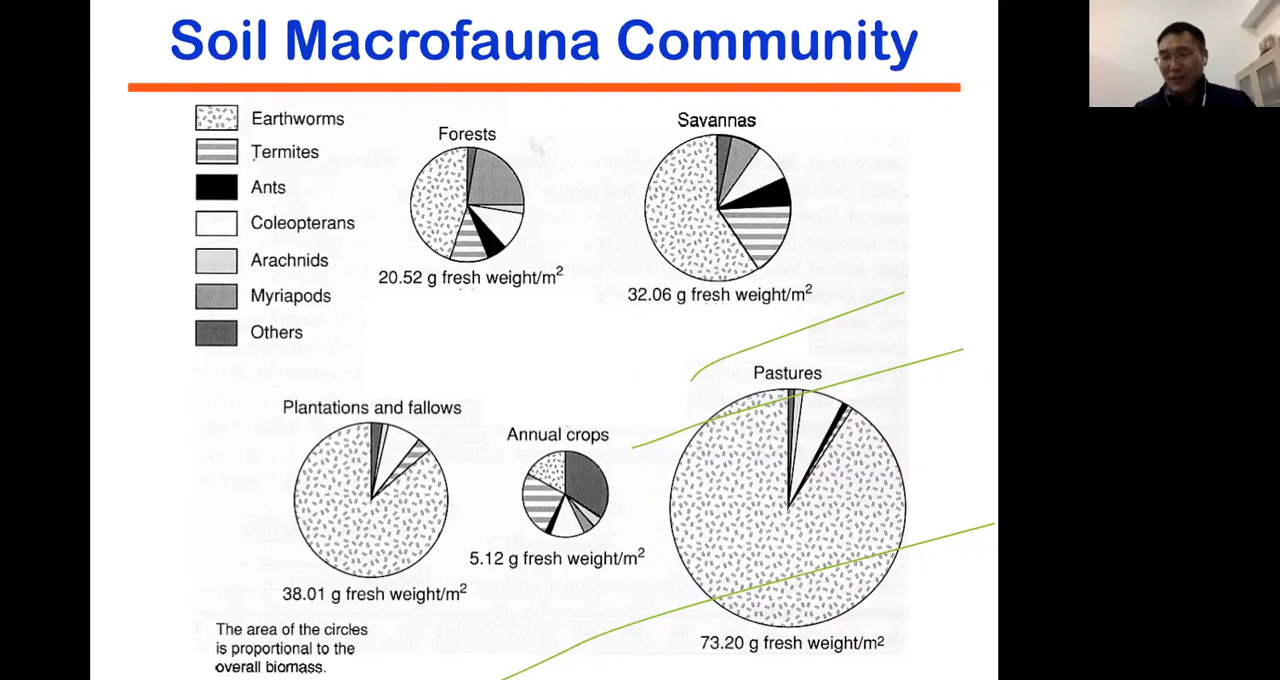 Soil Macrofauna Community
Earthworms
Termites
Ants
Coleopterans
Arachnids
Myriapods
Others
Forests
20.52 g fresh weight/m²
Savannas
32.06 g fresh weight/m²
Plantations and fallows
38.01 g fresh weight/m²
Annual crops
5.12 g fresh weight/m²
Pastures
73.20 g fresh weight/m²
The area of the circles
is proportional to the
overall biomass.